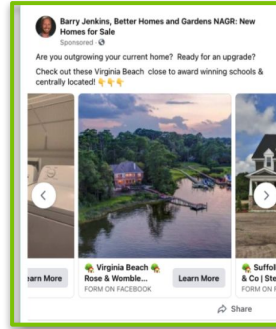 Barry Jenkins, Better Homes and Gardens NAGR: New
Homes for Sale
Sponsored ·
Are you outgrowing your current home? Ready for an upgrade?
Check out these Virginia Beach close to award winning schools &
centrally located! 👇👇👇
earn More
🏡 Virginia Beach 🏡
Rose & Womble...
FORM ON FACEBOOK
Learn More
🏡 Suffol
& Co | Ste
FORM ON F
Share